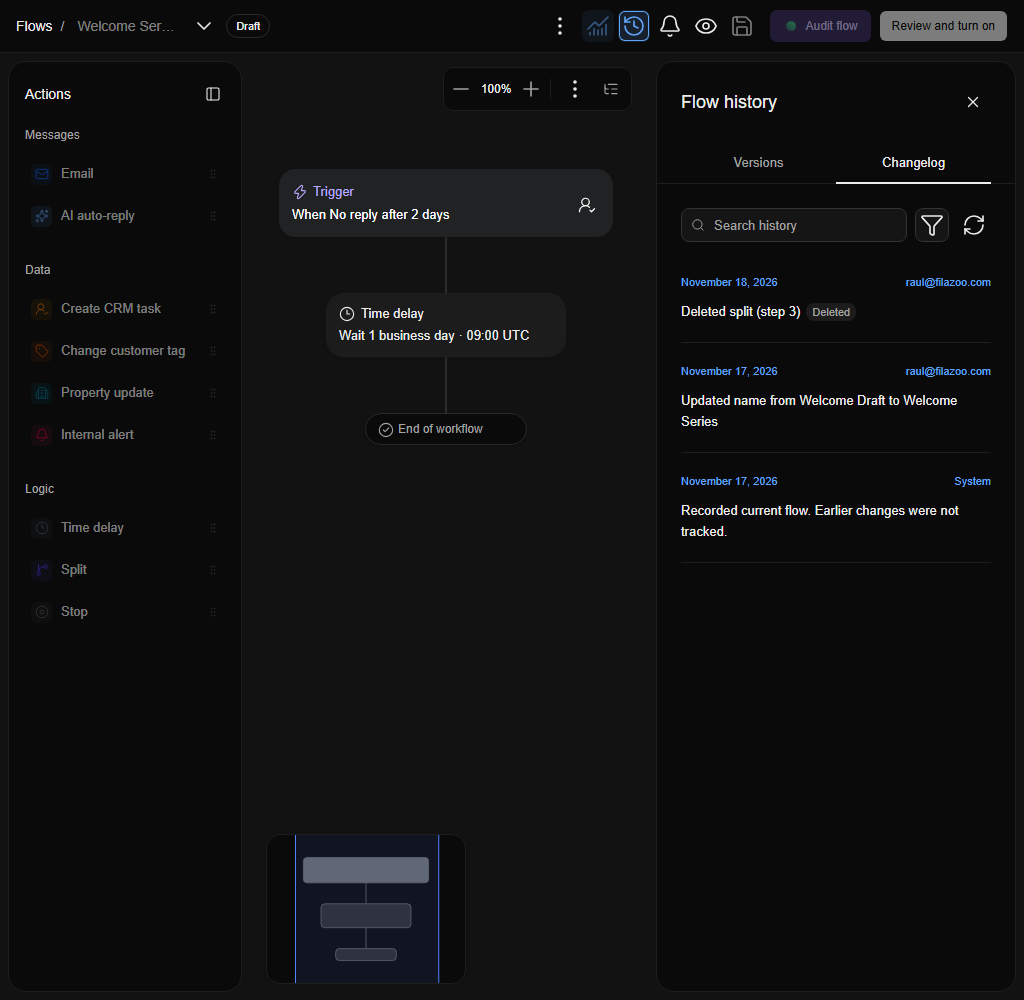 Flows / Welcome Ser... Draft
Audit flow
Review and turn on
Actions
Messages
Email
AI auto-reply
Data
Create CRM task
Change customer tag
Property update
Internal alert
Logic
Time delay
Split
Stop
100%
Trigger
When No reply after 2 days
Time delay
Wait 1 business day · 09:00 UTC
End of workflow
Flow history
Versions
Changelog
Search history
November 18, 2026 raul@filazoo.com
Deleted split (step 3) Deleted
November 17, 2026 raul@filazoo.com
Updated name from Welcome Draft to Welcome
Series
November 17, 2026 System
Recorded current flow. Earlier changes were not
tracked.